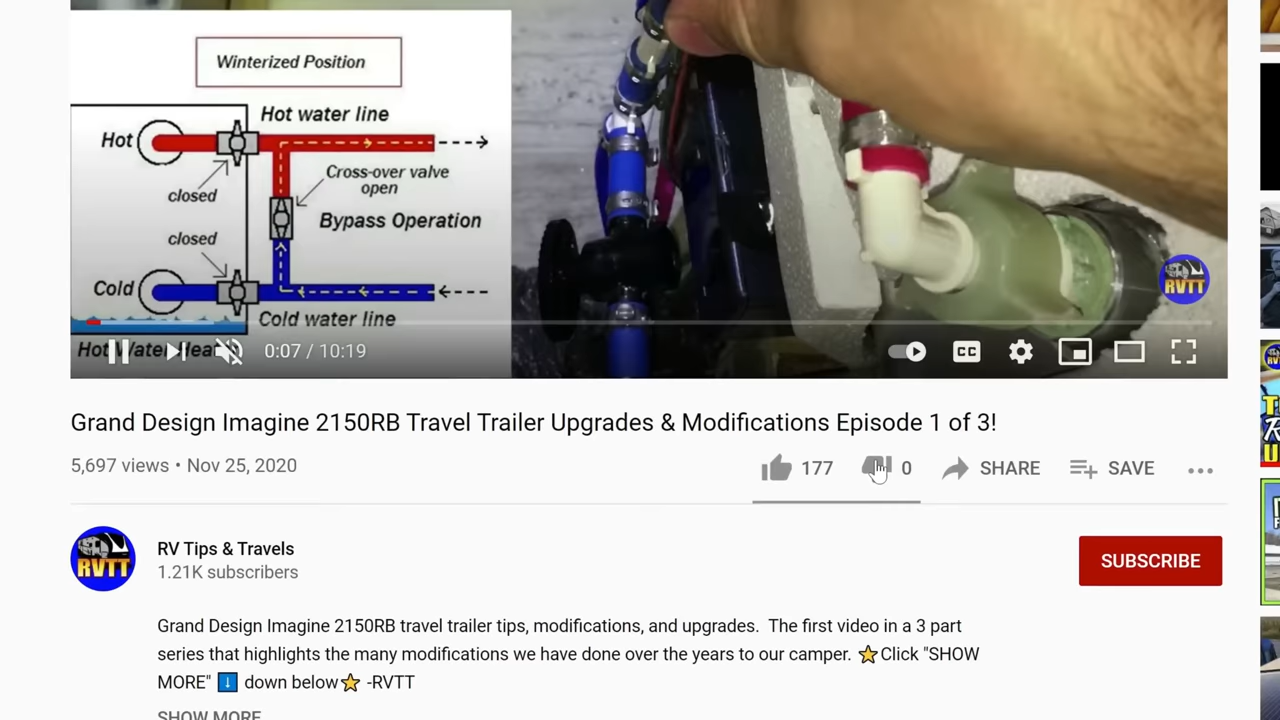 Winterized Position
Hot water line
Hot
closed
Cross-over valve
open
Bypass Operation
closed
Cold
Cold water line
Hot Water Hea
0:07 / 10:19
CC
RVTT
Grand Design Imagine 2150RB Travel Trailer Upgrades & Modifications Episode 1 of 3!
5,697 views • Nov 25, 2020
177
0
SHARE
SAVE
RVTT
RV Tips & Travels
1.21K subscribers
SUBSCRIBE
Grand Design Imagine 2150RB travel trailer tips, modifications, and upgrades. The first video in a 3 part
series that highlights the many modifications we have done over the years to our camper. ⭐Click "SHOW
MORE" ⬇️ down below⭐ -RVTT
SHOW MORE